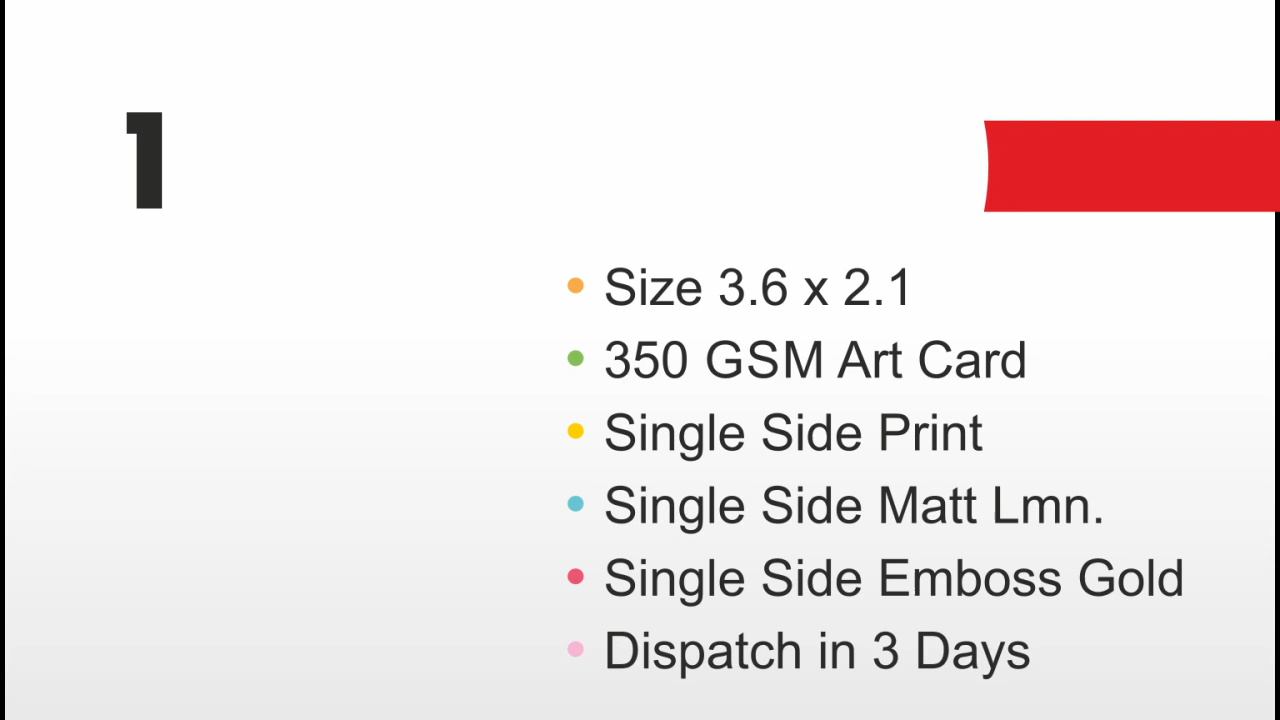 1
Size 3.6 x 2.1
350 GSM Art Card
Single Side Print
Single Side Matt Lmn.
Single Side Emboss Gold
Dispatch in 3 Days